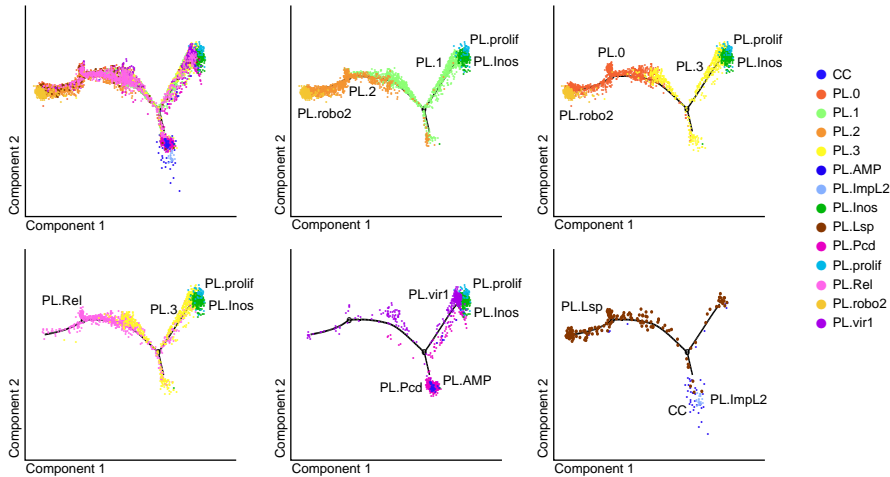 Component 2
Component 1
PL.prolif
PL.1
PL.Inos
PL.2
PL.robo2
Component 2
Component 1
PL.prolif
PL.0
PL.3
PL.Inos
PL.robo2
Component 2
Component 1
CC
PL.0
PL.1
PL.2
PL.3
PL.AMP
PL.ImpL2
PL.Inos
PL.Lsp
PL.Pcd
PL.prolif
PL.Rel
PL.robo2
PL.vir1
PL.prolif
PL.Rel
PL.3
PL.Inos
Component 2
Component 1
PL.prolif
PL.vir1
PL.Inos
PL.Pcd
PL.AMP
Component 2
Component 1
PL.Lsp
PL.ImpL2
CC
Component 2
Component 1